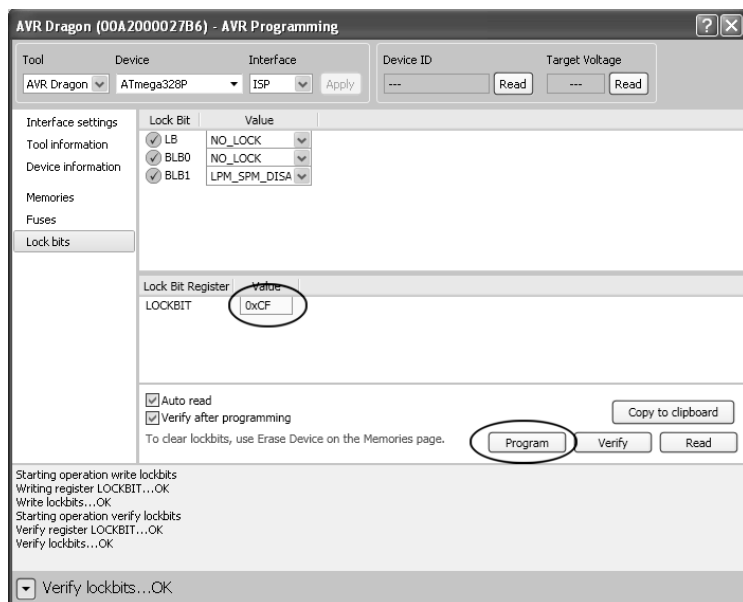 AVR Dragon (00A2000027B6) - AVR Programming
Tool Device Interface Device ID Target Voltage
AVR Dragon ATmega328P ISP Apply --- Read --- Read
Interface settings
Tool information
Device information
Memories
Fuses
Lock bits
Lock Bit Value
LB NO_LOCK
BLB0 NO_LOCK
BLB1 LPM_SPM_DISA
Lock Bit Register Value
LOCKBIT 0xCF
Auto read
Verify after programming
Copy to clipboard
To clear lockbits, use Erase Device on the Memories page.
Program Verify Read
Starting operation write lockbits
Writing register LOCKBIT...OK
Write lockbits...OK
Starting operation verify lockbits
Verify register LOCKBIT...OK
Verify lockbits...OK
Verify lockbits...OK